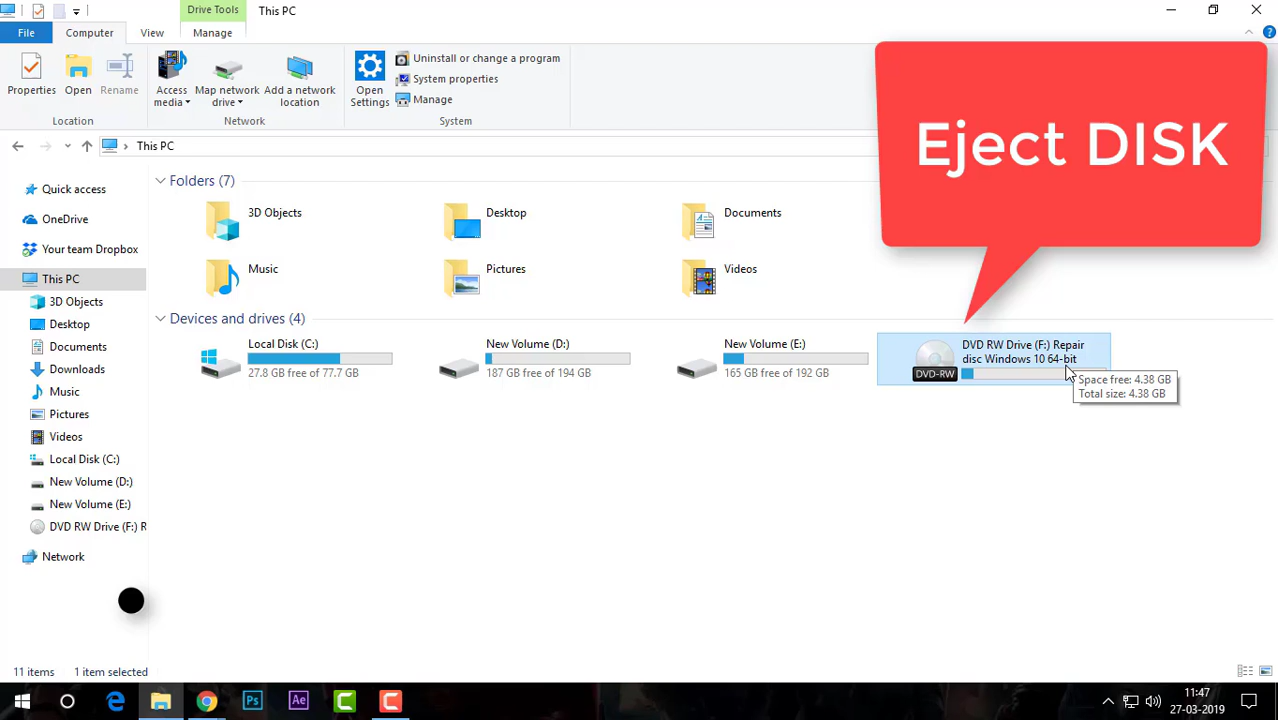 Drive Tools
This PC
File
Computer
View
Manage
Properties
Open
Rename
Access
media
Map network
drive
Add a network
location
Open
Settings
Uninstall or change a program
System properties
Manage
Location
Network
System
Eject DISK
This PC
Quick access
OneDrive
Your team Dropbox
This PC
3D Objects
Desktop
Documents
Downloads
Music
Pictures
Videos
Local Disk (C:)
New Volume (D:)
New Volume (E:)
DVD RW Drive (F:) R
Network
Folders (7)
3D Objects
Desktop
Documents
Music
Pictures
Videos
Devices and drives (4)
Local Disk (C:)
27.8 GB free of 77.7 GB
New Volume (D:)
187 GB free of 194 GB
New Volume (E:)
165 GB free of 192 GB
DVD RW Drive (F:) Repair
disc Windows 10 64-bit
DVD-RW
Space free: 4.38 GB
Total size: 4.38 GB
11 items
1 item selected
Ps
Ae
11:47
27-03-2019